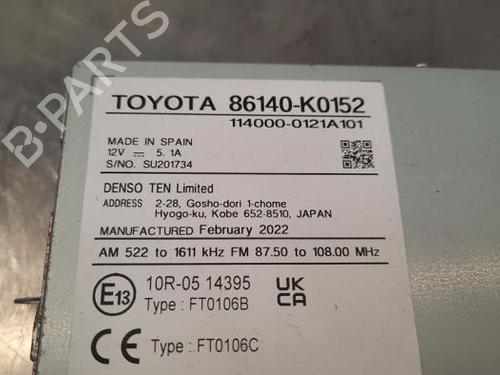 B-PARTS
TOYOTA 86140-K0152
114000-0121A101
MADE IN SPAIN
12V ⎓ 5.1A
S/NO. SU201734
DENSO TEN Limited
ADDRESS 2-28, Gosho-dori 1-chome
Hyogo-ku, Kobe 652-8510, JAPAN
MANUFACTURED February 2022
AM 522 to 1611 kHz FM 87.50 to 108.00 MHz
E13 10R-05 14395 UK
Type : FT0106B CA
CE Type : FT0106C